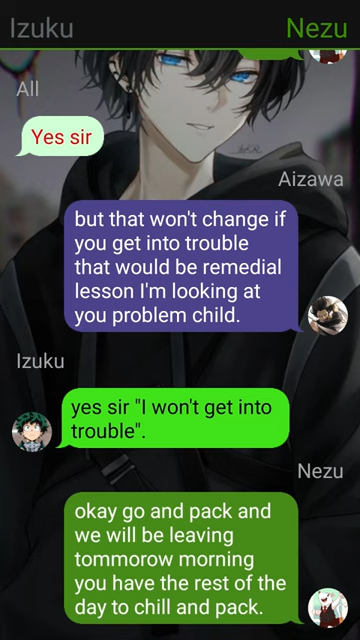 Izuku
Nezu
All
Yes sir
Aizawa
but that won't change if
you get into trouble
that would be remedial
lesson I'm looking at
you problem child.
Izuku
yes sir "I won't get into
trouble".
Nezu
okay go and pack and
we will be leaving
tommorow morning
you have the rest of the
day to chill and pack.